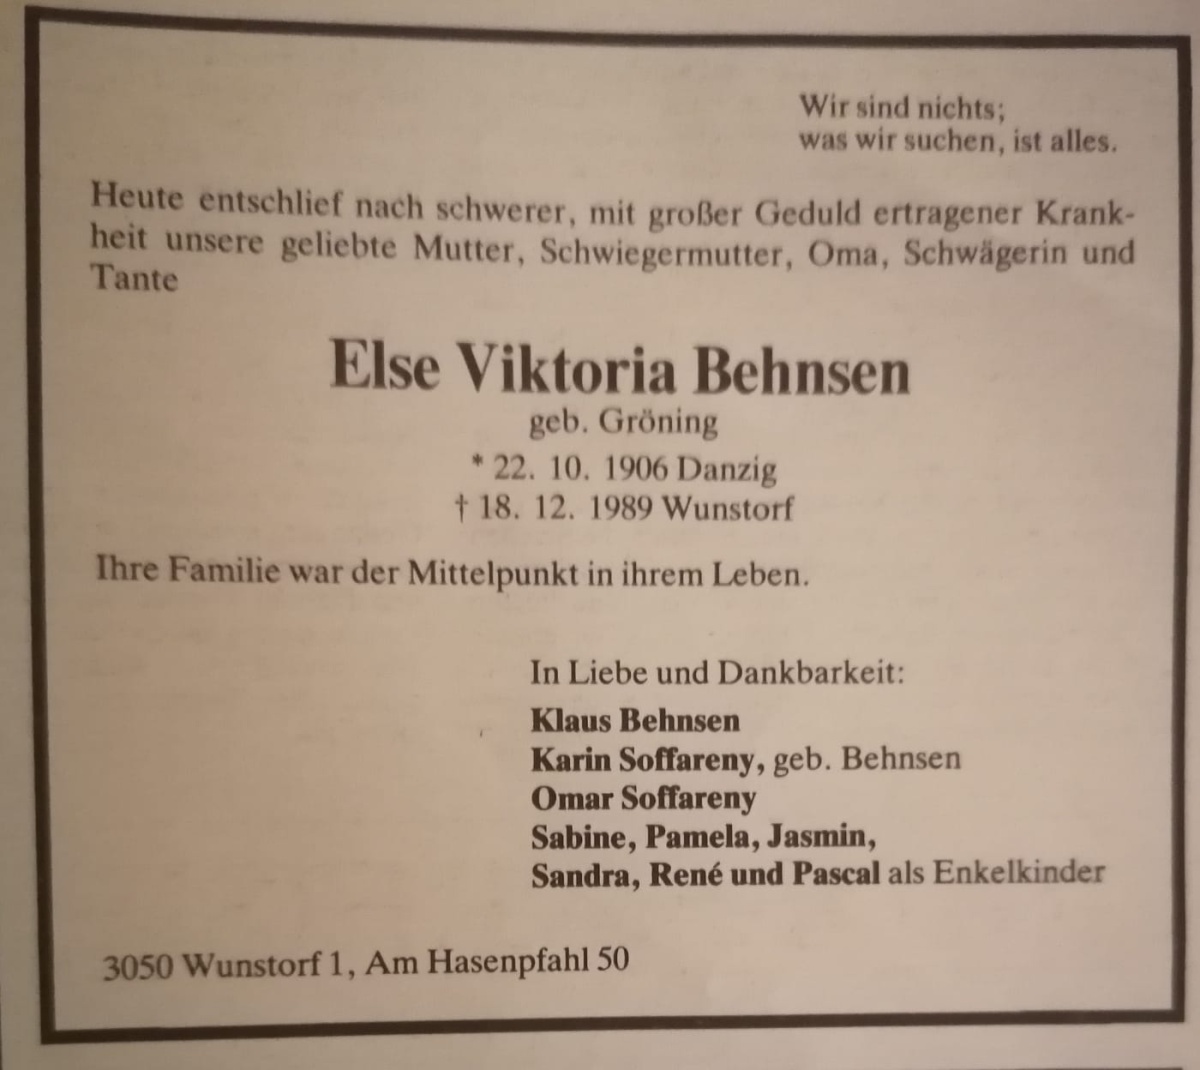 Wir sind nichts;
was wir suchen, ist alles.
Heute entschlief nach schwerer, mit großer Geduld ertragener Krank-
heit unsere geliebte Mutter, Schwiegermutter, Oma, Schwägerin und
Tante
Else Viktoria Behnsen
geb. Gröning
* 22. 10. 1906 Danzig
† 18. 12. 1989 Wunstorf
Ihre Familie war der Mittelpunkt in ihrem Leben.
In Liebe und Dankbarkeit:
Klaus Behnsen
Karin Soffareny, geb. Behnsen
Omar Soffareny
Sabine, Pamela, Jasmin,
Sandra, René und Pascal als Enkelkinder
3050 Wunstorf 1, Am Hasenpfahl 50